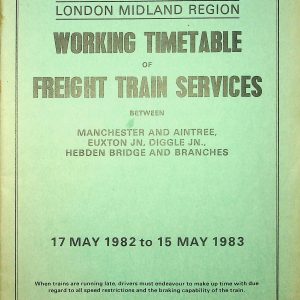 LONDON MIDLAND REGION
WORKING TIMETABLE
OF
FREIGHT TRAIN SERVICES
BETWEEN
MANCHESTER AND AINTREE,
EUXTON JN, DIGGLE JN.,
HEBDEN BRIDGE AND BRANCHES
17 MAY 1982 to 15 MAY 1983
When trains are running late, drivers must endeavour to make up time with due
regard to all speed restrictions and the braking capability of the train.